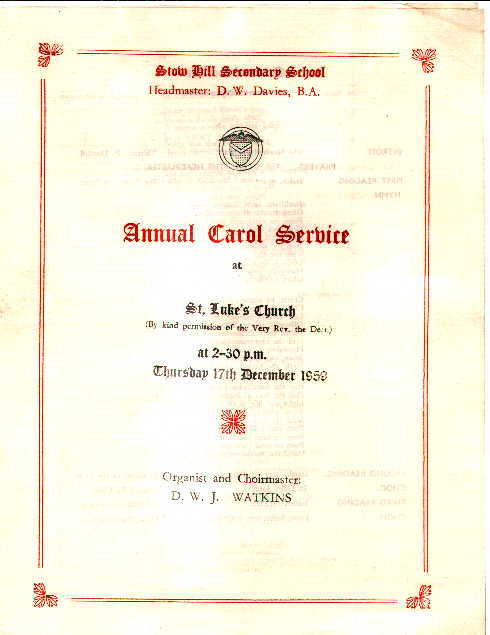 Stow Hill Secondary School
Headmaster: D. W. Davies, B.A.
Annual Carol Service
at
St. Luke's Church
(By kind permission of the Very Rev. the Dean.)
at 2-30 p.m.
Thursday 17th December 1959
Organist and Choirmaster:
D. W. J. WATKINS